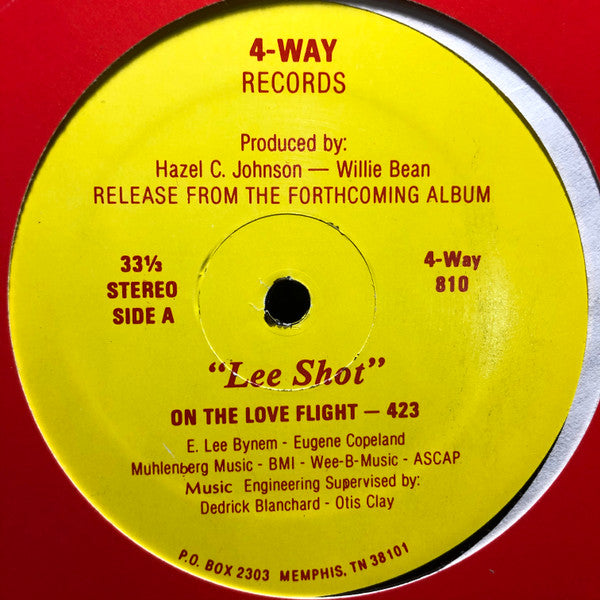 4-WAY
RECORDS
Produced by:
Hazel C. Johnson — Willie Bean
RELEASE FROM THE FORTHCOMING ALBUM
33⅓
STEREO
SIDE A
4-Way
810
“Lee Shot”
ON THE LOVE FLIGHT — 423
E. Lee Bynem - Eugene Copeland
Muhlenberg Music - BMI - Wee-B-Music - ASCAP
Music Engineering Supervised by:
Dedrick Blanchard - Otis Clay
P.O. BOX 2303 MEMPHIS, TN 38101